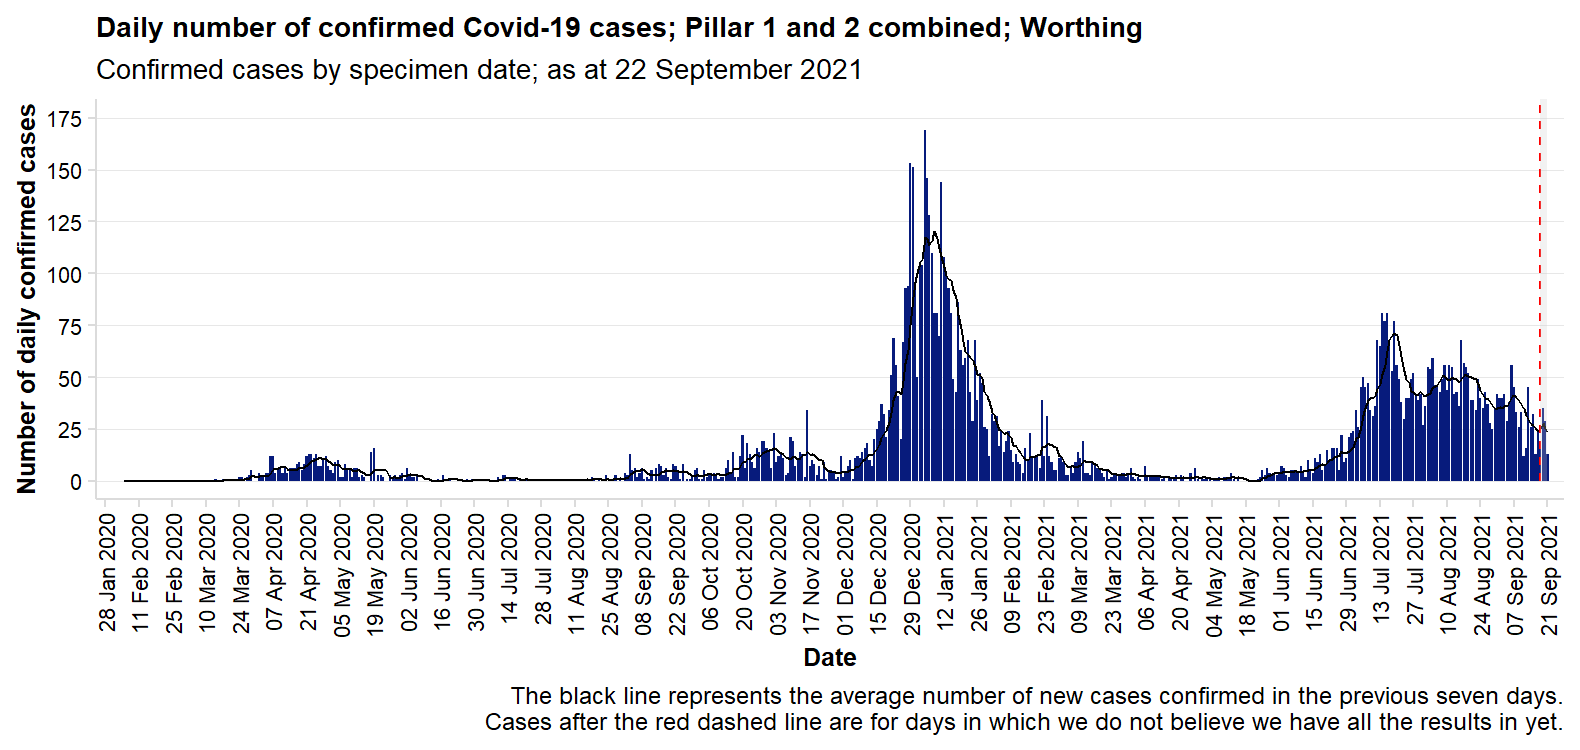 Daily number of confirmed Covid-19 cases; Pillar 1 and 2 combined; Worthing
Confirmed cases by specimen date; as at 22 September 2021
Number of daily confirmed cases
175
150
125
100
75
50
25
0
28 Jan 2020
11 Feb 2020
25 Feb 2020
10 Mar 2020
24 Mar 2020
07 Apr 2020
21 Apr 2020
05 May 2020
19 May 2020
02 Jun 2020
16 Jun 2020
30 Jun 2020
14 Jul 2020
28 Jul 2020
11 Aug 2020
25 Aug 2020
08 Sep 2020
22 Sep 2020
06 Oct 2020
20 Oct 2020
03 Nov 2020
17 Nov 2020
01 Dec 2020
15 Dec 2020
29 Dec 2020
12 Jan 2021
26 Jan 2021
09 Feb 2021
23 Feb 2021
09 Mar 2021
23 Mar 2021
06 Apr 2021
20 Apr 2021
04 May 2021
18 May 2021
01 Jun 2021
15 Jun 2021
29 Jun 2021
13 Jul 2021
27 Jul 2021
10 Aug 2021
24 Aug 2021
07 Sep 2021
21 Sep 2021
Date
The black line represents the average number of new cases confirmed in the previous seven days.
Cases after the red dashed line are for days in which we do not believe we have all the results in yet.